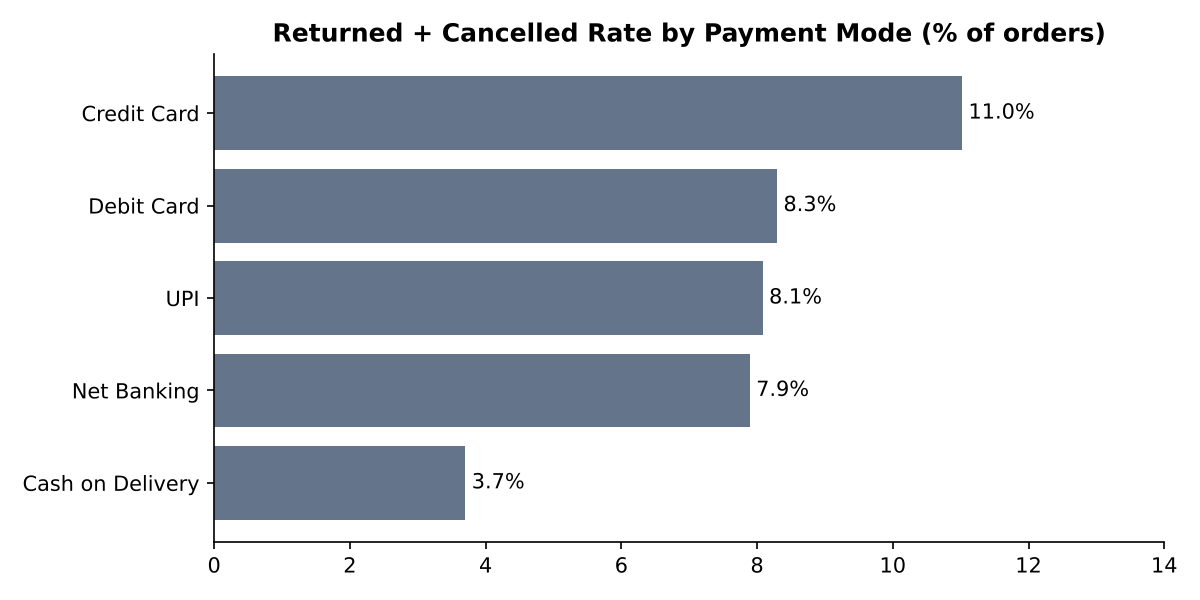 Returned + Cancelled Rate by Payment Mode (% of orders)
Credit Card 11.0%
Debit Card 8.3%
UPI 8.1%
Net Banking 7.9%
Cash on Delivery 3.7%
0 2 4 6 8 10 12 14